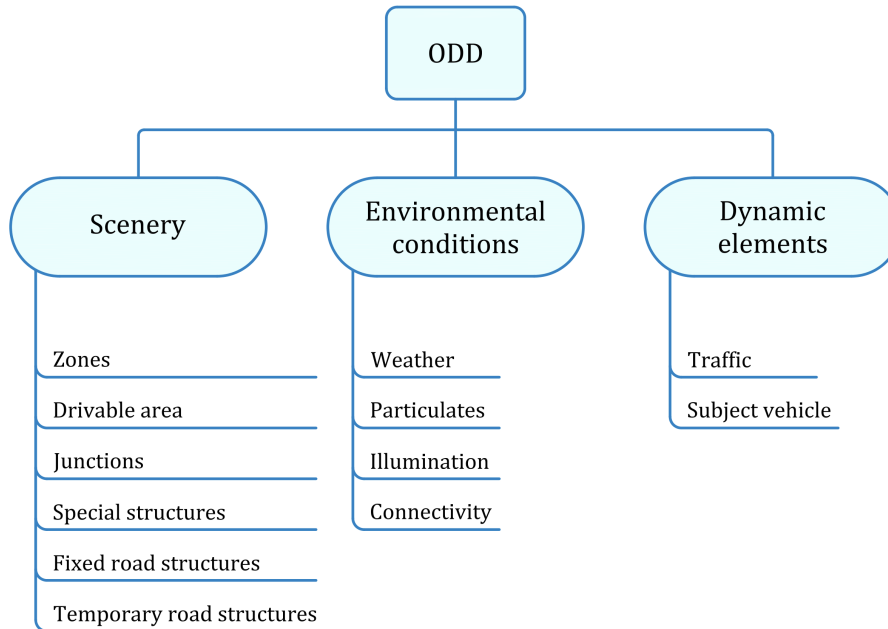 ODD
Scenery
Environmental
conditions
Dynamic
elements
Zones
Drivable area
Junctions
Special structures
Fixed road structures
Temporary road structures
Weather
Particulates
Illumination
Connectivity
Traffic
Subject vehicle